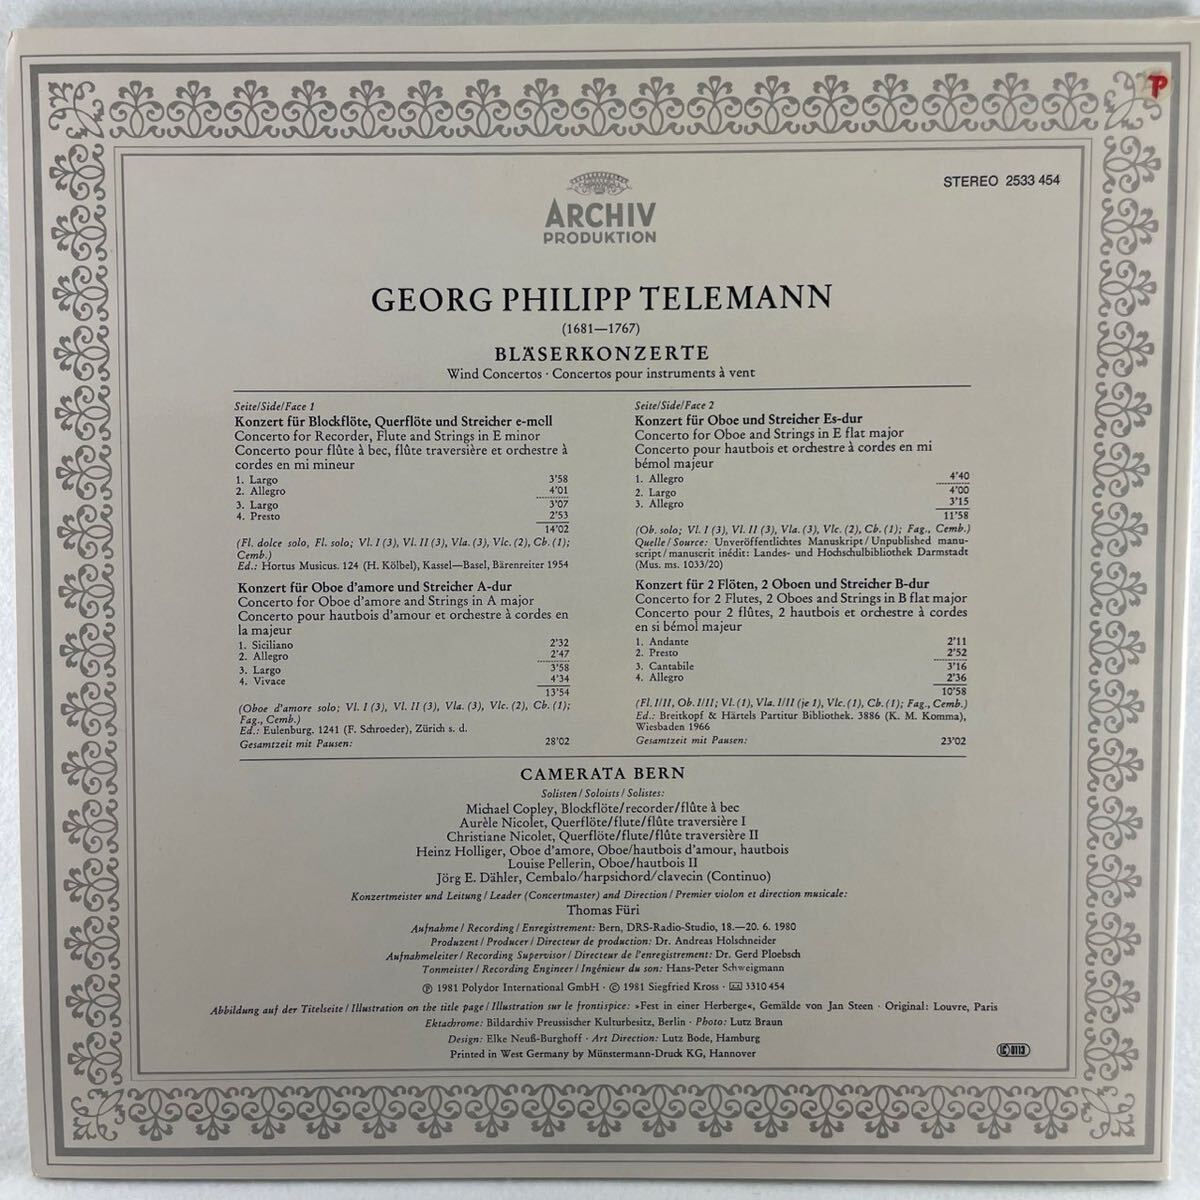 P
STEREO 2533 454
ARCHIV
PRODUKTION
GEORG PHILIPP TELEMANN
(1681—1767)
BLÄSERKONZERTE
Wind Concertos · Concertos pour instruments à vent
Seite/Side/Face 1
Konzert für Blockflöte, Querflöte und Streicher e-moll
Concerto for Recorder, Flute and Strings in E minor
Concerto pour flûte à bec, flûte traversière et orchestre à
cordes en mi mineur
1. Largo 3'58
2. Allegro 4'01
3. Largo 3'07
4. Presto 2'53
14'02
(Fl. dolce solo, Fl. solo; Vl. I (3), Vl. II (3), Vla. (3), Vlc. (2), Cb. (1);
Cemb.)
Ed.: Hortus Musicus. 124 (H. Kölbel), Kassel—Basel, Bärenreiter 1954
Konzert für Oboe d'amore und Streicher A-dur
Concerto for Oboe d'amore and Strings in A major
Concerto pour hautbois d'amour et orchestre à cordes en
la majeur
1. Siciliano 2'32
2. Allegro 2'47
3. Largo 3'58
4. Vivace 4'34
13'54
(Oboe d'amore solo; Vl. I (3), Vl. II (3), Vla. (3), Vlc. (2), Cb. (1);
Fag., Cemb.)
Ed.: Eulenburg. 1241 (F. Schroeder), Zürich s. d.
Gesamtzeit mit Pausen: 28'02
Seite/Side/Face 2
Konzert für Oboe und Streicher Es-dur
Concerto for Oboe and Strings in E flat major
Concerto pour hautbois et orchestre à cordes en mi
bémol majeur
1. Allegro 4'40
2. Largo 4'00
3. Allegro 3'15
11'58
(Ob. solo; Vl. I (3), Vl. II (3), Vla. (3), Vlc. (2), Cb. (1); Fag., Cemb.)
Quelle / Source: Unveröffentlichtes Manuskript / Unpublished manu-
script / manuscrit inédit: Landes- und Hochschulbibliothek Darmstadt
(Mus. ms. 1033/20)
Konzert für 2 Flöten, 2 Oboen und Streicher B-dur
Concerto for 2 Flutes, 2 Oboes and Strings in B flat major
Concerto pour 2 flûtes, 2 hautbois et orchestre à cordes
en si bémol majeur
1. Andante 2'11
2. Presto 2'52
3. Cantabile 3'16
4. Allegro 2'36
10'58
(Fl. I/II, Ob. I/II; Vl. (1), Vla. I/II (je 1), Vlc. (1), Cb. (1); Fag., Cemb.)
Ed.: Breitkopf & Härtels Partitur Bibliothek. 3886 (K. M. Komma),
Wiesbaden 1966
Gesamtzeit mit Pausen: 23'02
CAMERATA BERN
Solisten / Soloists / Solistes:
Michael Copley, Blockflöte/recorder/flûte à bec
Aurèle Nicolet, Querflöte/flute/flûte traversière I
Christiane Nicolet, Querflöte/flute/flûte traversière II
Heinz Holliger, Oboe d'amore, Oboe/hautbois d'amour, hautbois
Louise Pellerin, Oboe/hautbois II
Jörg E. Dähler, Cembalo/harpsichord/clavecin (Continuo)
Konzertmeister und Leitung / Leader (Concertmaster) and Direction / Premier violon et direction musicale:
Thomas Füri
Aufnahme / Recording / Enregistrement: Bern, DRS-Radio-Studio, 18.—20. 6. 1980
Produzent / Producer / Directeur de production: Dr. Andreas Holschneider
Aufnahmeleiter / Recording Supervisor / Directeur de l'enregistrement: Dr. Gerd Ploebsch
Tonmeister / Recording Engineer / Ingénieur du son: Hans-Peter Schweigmann
℗ 1981 Polydor International GmbH · © 1981 Siegfried Kross · 3310 454
Abbildung auf der Titelseite / Illustration on the title page / Illustration sur le frontispice: »Fest in einer Herberge«, Gemälde von Jan Steen · Original: Louvre, Paris
Ektachrome: Bildarchiv Preussischer Kulturbesitz, Berlin · Photo: Lutz Braun
Design: Elke Neuß-Burghoff · Art Direction: Lutz Bode, Hamburg
Printed in West Germany by Münstermann-Druck KG, Hannover
LC 0113